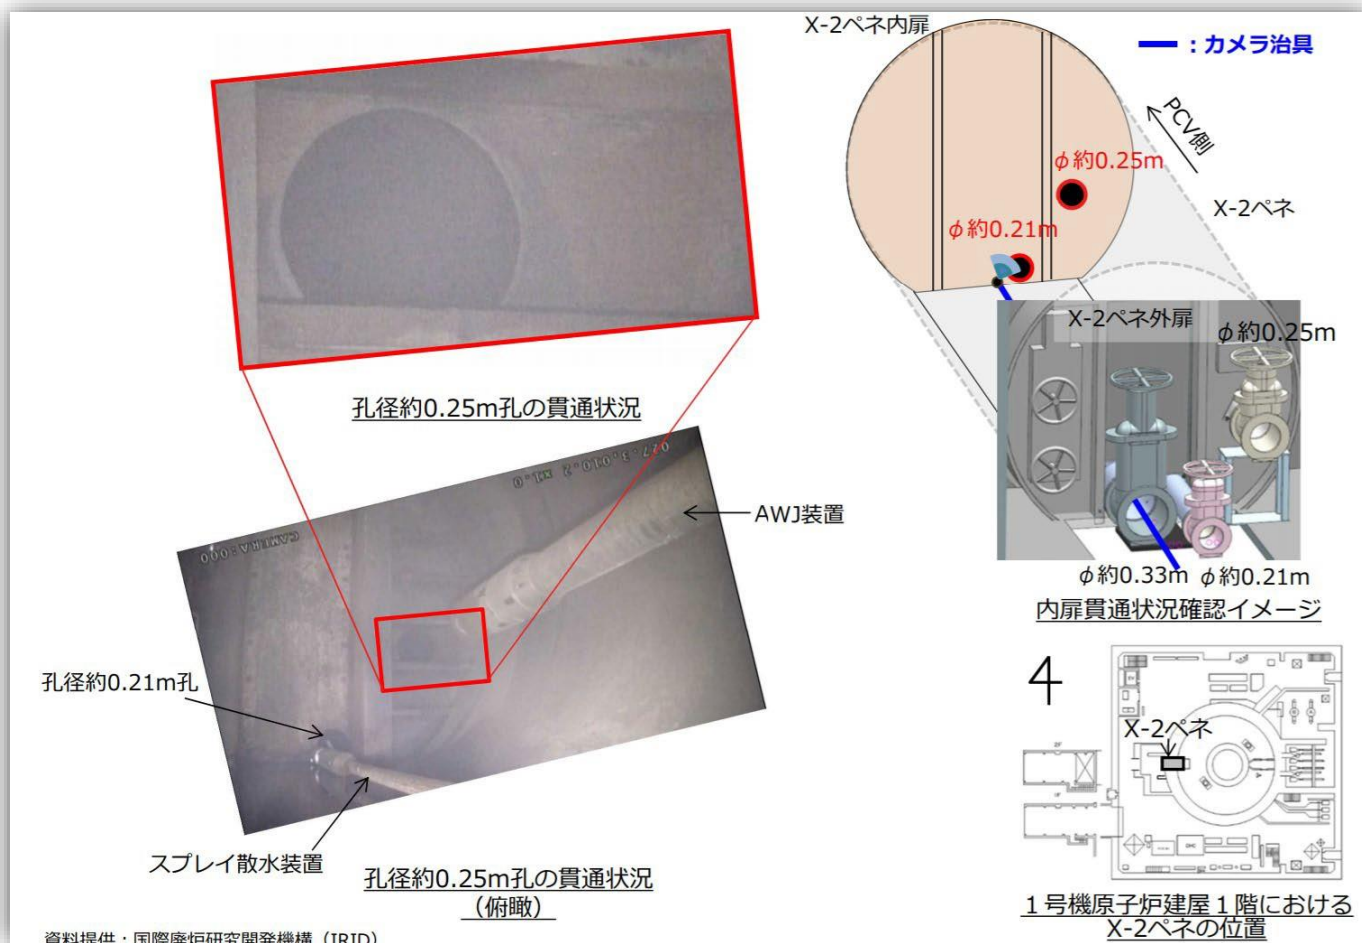 X-2ペネ内扉
：カメラ治具
PCV側
φ約0.25m
X-2ペネ
φ約0.21m
X-2ペネ外扉
φ約0.25m
φ約0.33m
φ約0.21m
内扉貫通状況確認イメージ
孔径約0.25m孔の貫通状況
CAMERA:000
AWJ装置
孔径約0.21m孔
スプレイ散水装置
孔径約0.25m孔の貫通状況
（俯瞰）
X-2ペネ
１号機原子炉建屋１階における
X-2ペネの位置
資料提供：国際廃炉研究開発機構（IRID）